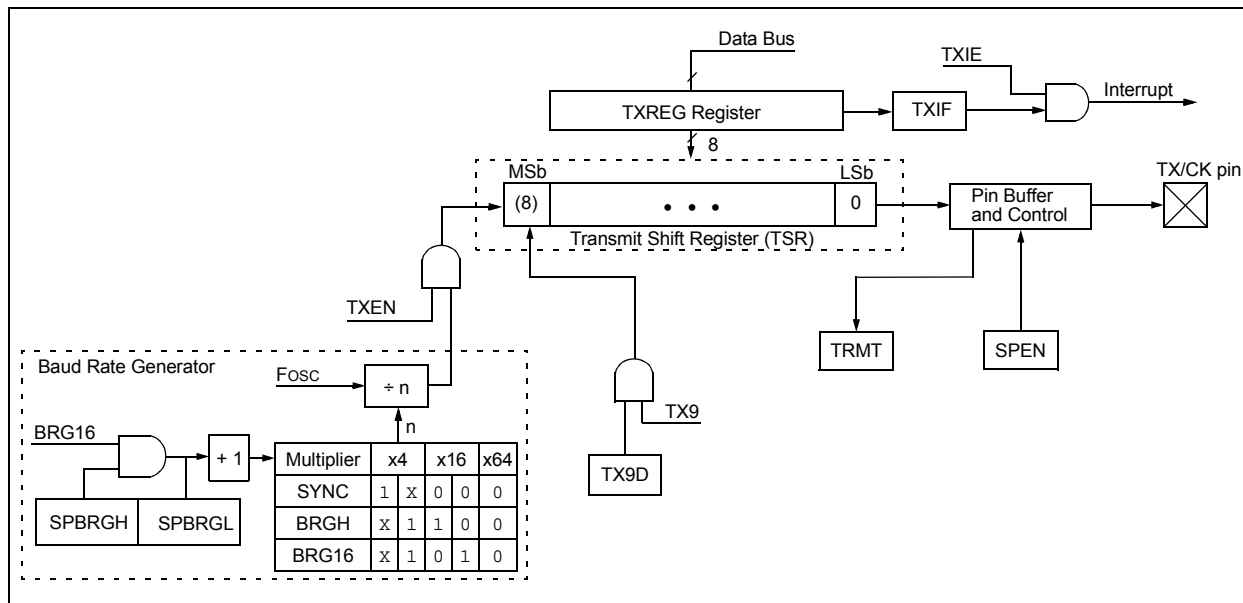 Data Bus
TXIE
Interrupt
TXREG Register
TXIF
8
MSb
LSb
TX/CK pin
(8)
• • •
0
Pin Buffer
and Control
Transmit Shift Register (TSR)
TXEN
TRMT
SPEN
Baud Rate Generator
FOSC
÷ n
n
TX9
BRG16
+ 1
TX9D
Multiplier x4 x16 x64
SYNC 1 X 0 0 0
BRGH X 1 1 0 0
BRG16 X 1 0 1 0
SPBRGH SPBRGL